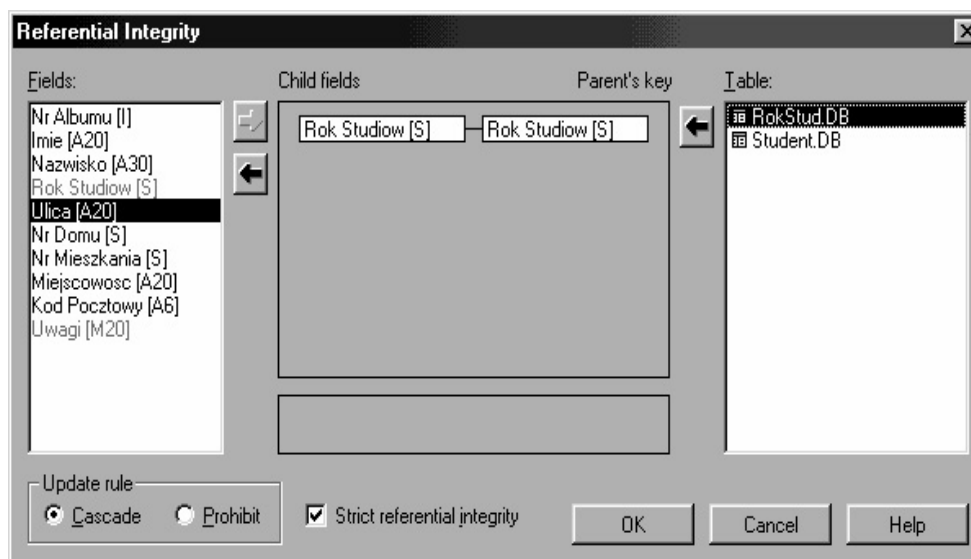 Referential Integrity
Fields:
Child fields
Parent's key
Table:
Nr Albumu [I]
Imie [A20]
Nazwisko [A30]
Rok Studiow [S]
Ulica [A20]
Nr Domu [S]
Nr Mieszkania [S]
Miejscowosc [A20]
Kod Pocztowy [A6]
Uwagi [M20]
Rok Studiow [S]
Rok Studiow [S]
RokStud.DB
Student.DB
Update rule
Cascade
Prohibit
Strict referential integrity
OK
Cancel
Help